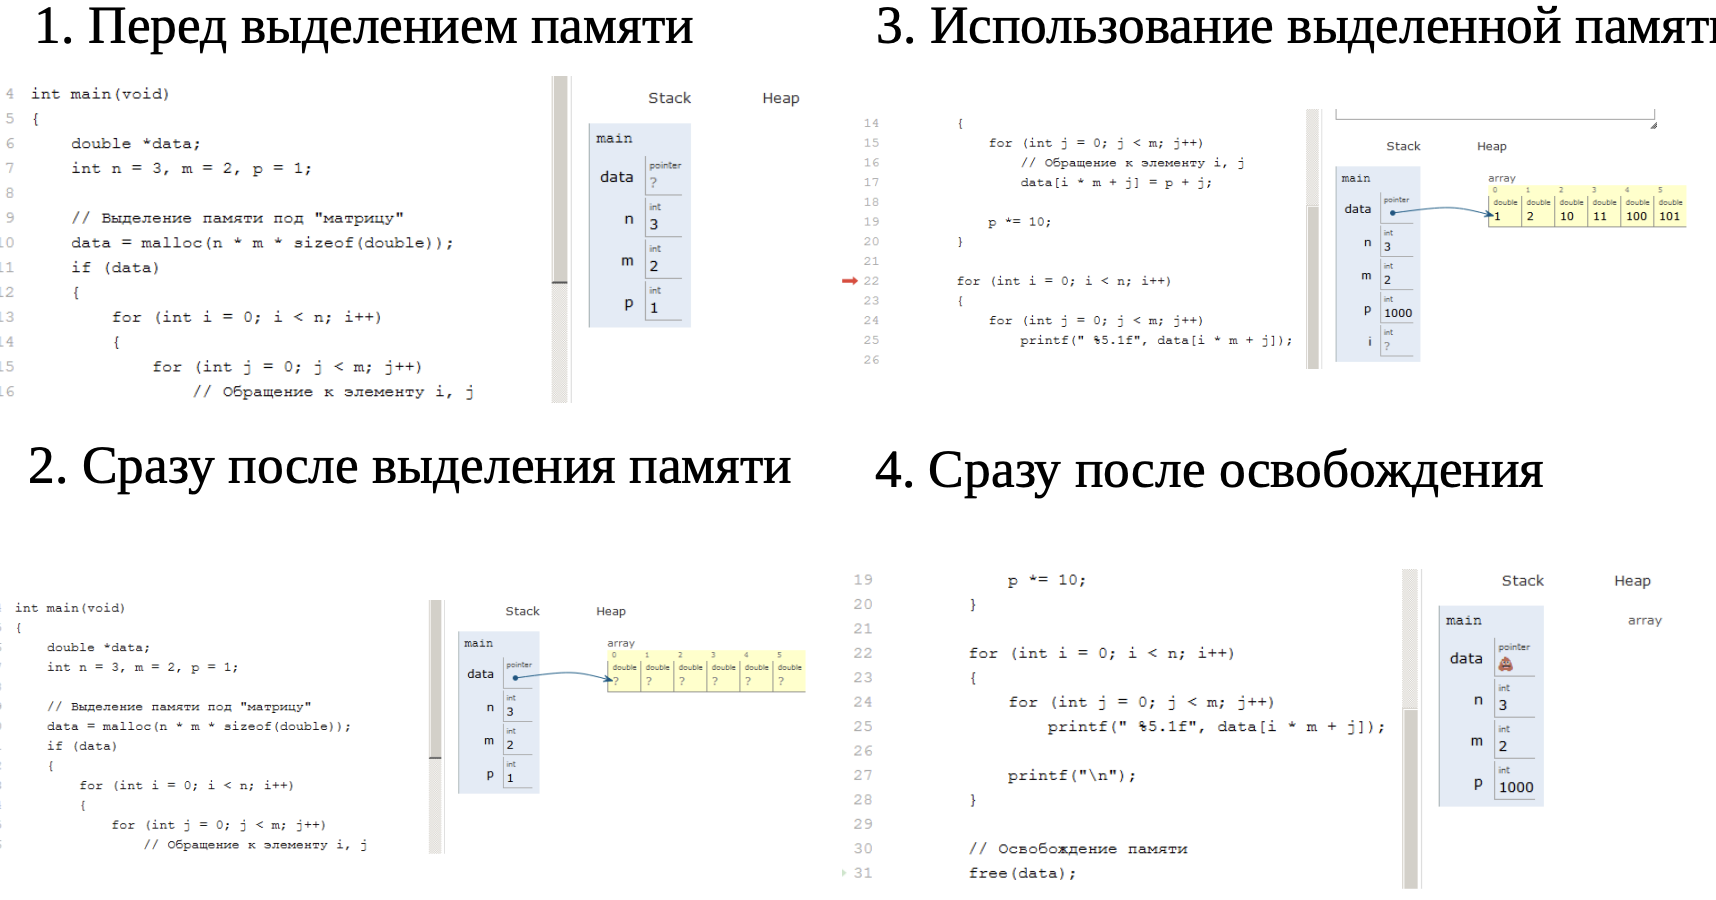 1. Перед выделением памяти
4 int main(void)
5 {
6 double *data;
7 int n = 3, m = 2, p = 1;
8
9 // Выделение памяти под "матрицу"
10 data = malloc(n * m * sizeof(double));
11 if (data)
12 {
13 for (int i = 0; i < n; i++)
14 {
15 for (int j = 0; j < m; j++)
16 // Обращение к элементу i, j
Stack Heap
main
pointer
data ?
int
n 3
int
m 2
int
p 1
2. Сразу после выделения памяти
int main(void)
{
double *data;
int n = 3, m = 2, p = 1;
// Выделение памяти под "матрицу"
data = malloc(n * m * sizeof(double));
if (data)
{
for (int i = 0; i < n; i++)
{
for (int j = 0; j < m; j++)
// Обращение к элементу i, j
Stack Heap
main
array
0 1 2 3 4 5
pointer
data
double double double double double double
? ? ? ? ? ?
int
n 3
int
m 2
int
p 1
3. Использование выделенной памяти
14 {
15 for (int j = 0; j < m; j++)
16 // Обращение к элементу i, j
17 data[i * m + j] = p + j;
18
19 p *= 10;
20 }
21
22 for (int i = 0; i < n; i++)
23 {
24 for (int j = 0; j < m; j++)
25 printf(" %5.1f", data[i * m + j]);
26
Stack Heap
main
array
0 1 2 3 4 5
pointer
data
double double double double double double
1 2 10 11 100 101
int
n 3
int
m 2
int
p 1000
int
i ?
4. Сразу после освобождения
19 p *= 10;
20 }
21
22 for (int i = 0; i < n; i++)
23 {
24 for (int j = 0; j < m; j++)
25 printf(" %5.1f", data[i * m + j]);
26
27 printf("\n");
28 }
29
30 // Освобождение памяти
31 free(data);
Stack Heap
main
array
pointer
data
int
n 3
int
m 2
int
p 1000